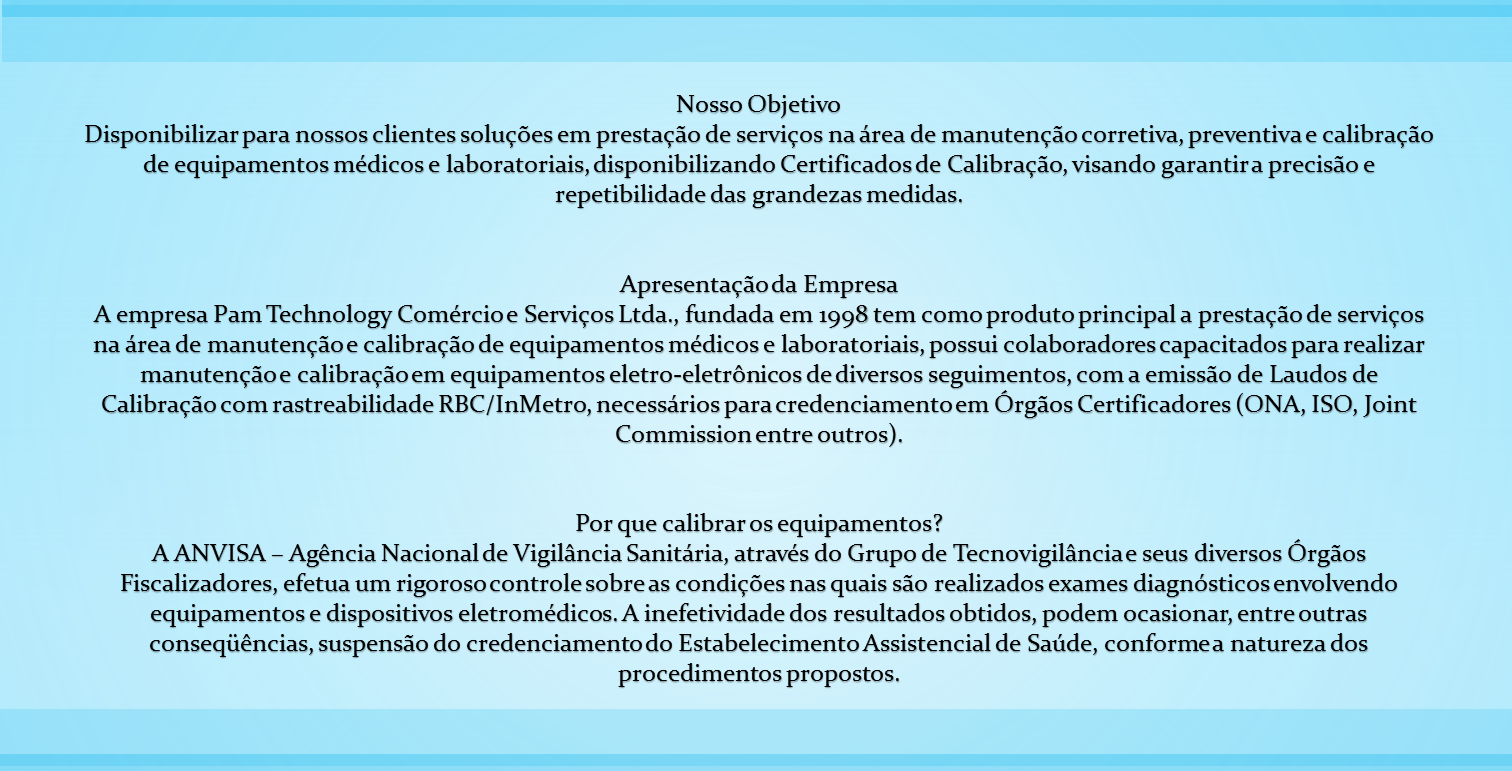 Nosso Objetivo
Disponibilizar para nossos clientes soluções em prestação de serviços na área de manutenção corretiva, preventiva e calibração
de equipamentos médicos e laboratoriais, disponibilizando Certificados de Calibração, visando garantir a precisão e
repetibilidade das grandezas medidas.
Apresentação da Empresa
A empresa Pam Technology Comércio e Serviços Ltda., fundada em 1998 tem como produto principal a prestação de serviços
na área de manutenção e calibração de equipamentos médicos e laboratoriais, possui colaboradores capacitados para realizar
manutenção e calibração em equipamentos eletro-eletrônicos de diversos seguimentos, com a emissão de Laudos de
Calibração com rastreabilidade RBC/InMetro, necessários para credenciamento em Órgãos Certificadores (ONA, ISO, Joint
Commission entre outros).
Por que calibrar os equipamentos?
A ANVISA – Agência Nacional de Vigilância Sanitária, através do Grupo de Tecnovigilância e seus diversos Órgãos
Fiscalizadores, efetua um rigoroso controle sobre as condições nas quais são realizados exames diagnósticos envolvendo
equipamentos e dispositivos eletromédicos. A inefetividade dos resultados obtidos, podem ocasionar, entre outras
conseqüências, suspensão do credenciamento do Estabelecimento Assistencial de Saúde, conforme a natureza dos
procedimentos propostos.